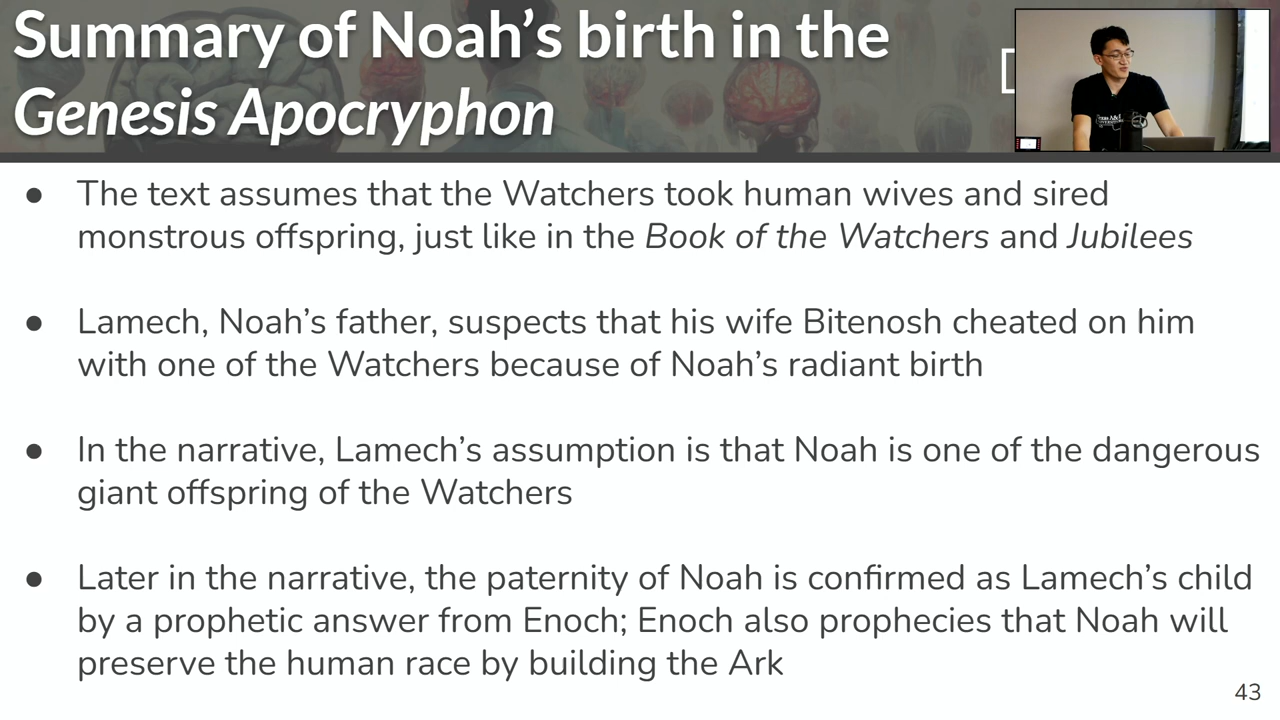 Summary of Noah's birth in the
Genesis Apocryphon
● The text assumes that the Watchers took human wives and sired
monstrous offspring, just like in the Book of the Watchers and Jubilees
● Lamech, Noah's father, suspects that his wife Bitenosh cheated on him
with one of the Watchers because of Noah's radiant birth
● In the narrative, Lamech's assumption is that Noah is one of the dangerous
giant offspring of the Watchers
● Later in the narrative, the paternity of Noah is confirmed as Lamech's child
by a prophetic answer from Enoch; Enoch also prophecies that Noah will
preserve the human race by building the Ark
43